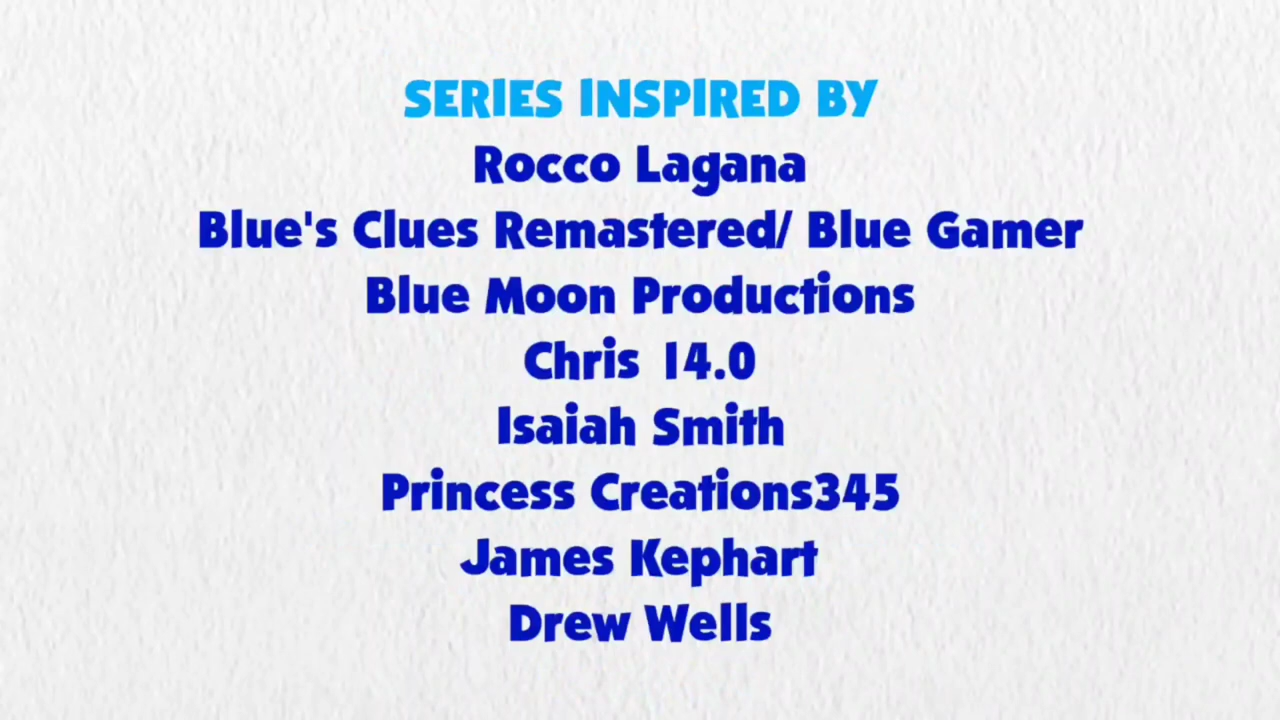 SERIES INSPIRED BY
Rocco Lagana
Blue's Clues Remastered/ Blue Gamer
Blue Moon Productions
Chris 14.0
Isaiah Smith
Princess Creations345
James Kephart
Drew Wells